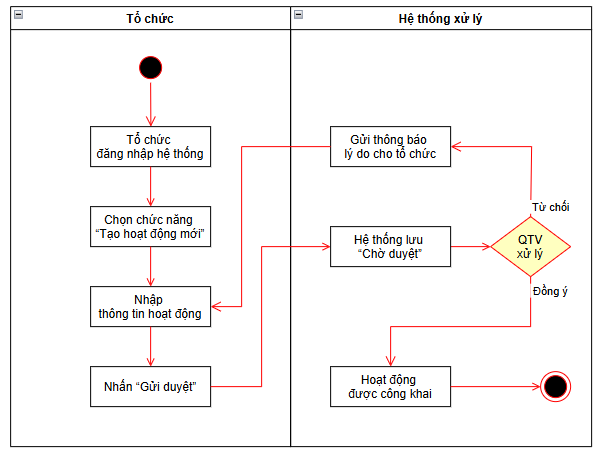 Tổ chức
Hệ thống xử lý
Tổ chức
đăng nhập hệ thống
Chọn chức năng
“Tạo hoạt động mới”
Nhập
thông tin hoạt động
Nhấn “Gửi duyệt”
Gửi thông báo
lý do cho tổ chức
Từ chối
Hệ thống lưu
“Chờ duyệt”
QTV
xử lý
Đồng ý
Hoạt động
được công khai